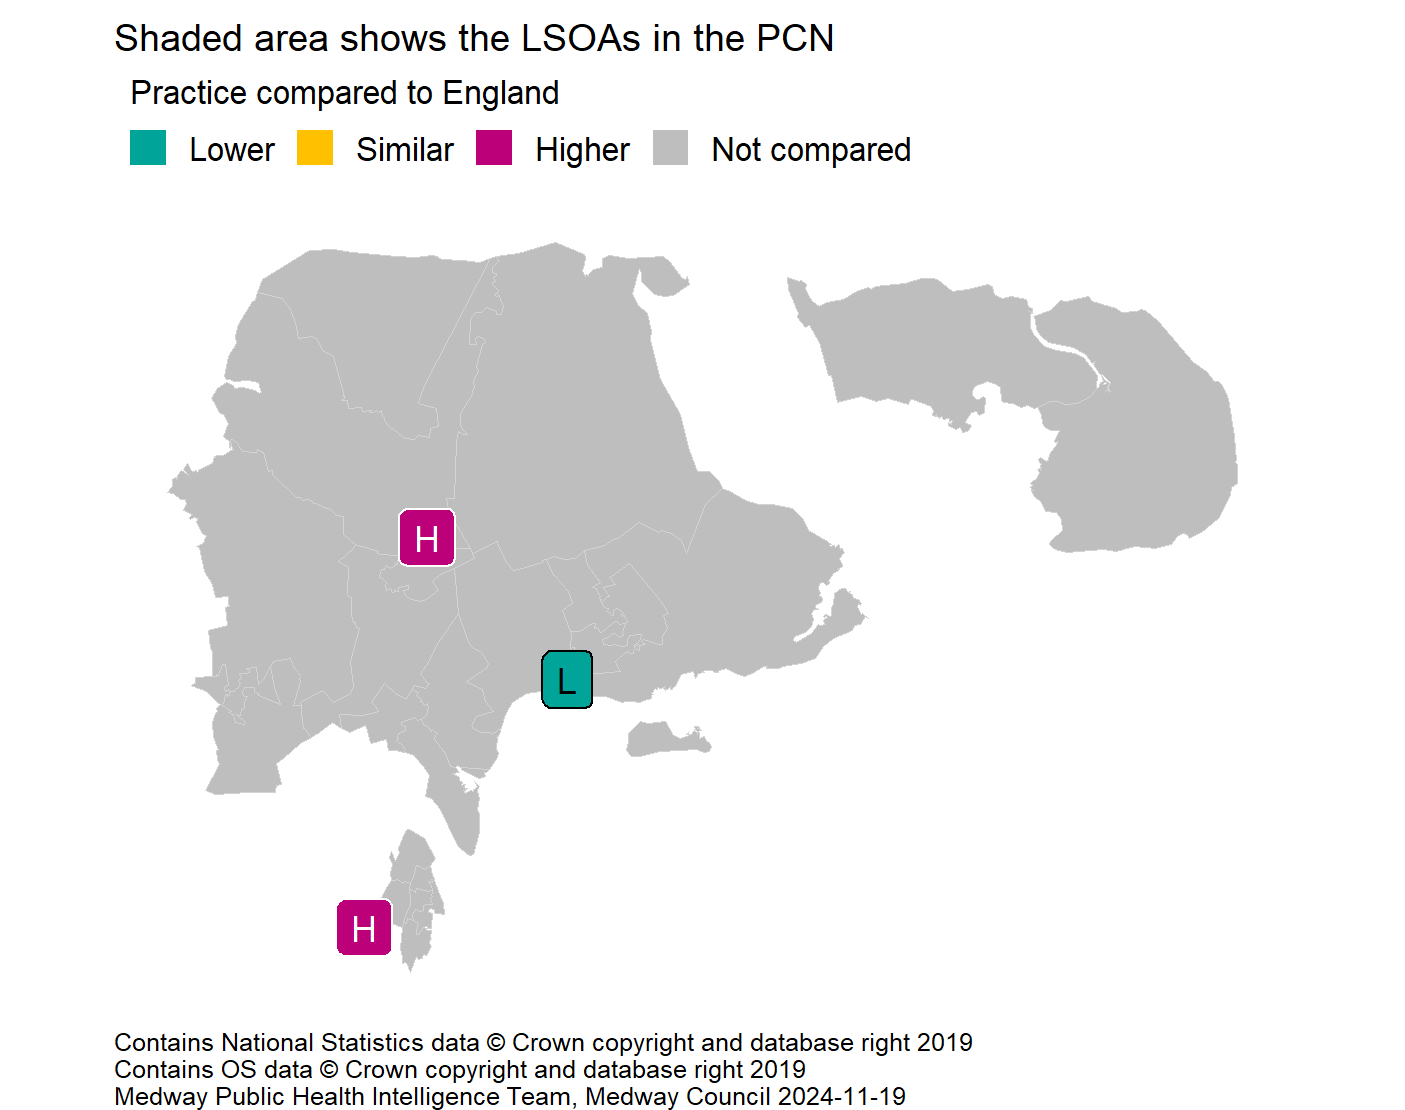 Shaded area shows the LSOAs in the PCN
Practice compared to England
Lower Similar Higher Not compared
H
L
H
Contains National Statistics data © Crown copyright and database right 2019
Contains OS data © Crown copyright and database right 2019
Medway Public Health Intelligence Team, Medway Council 2024-11-19